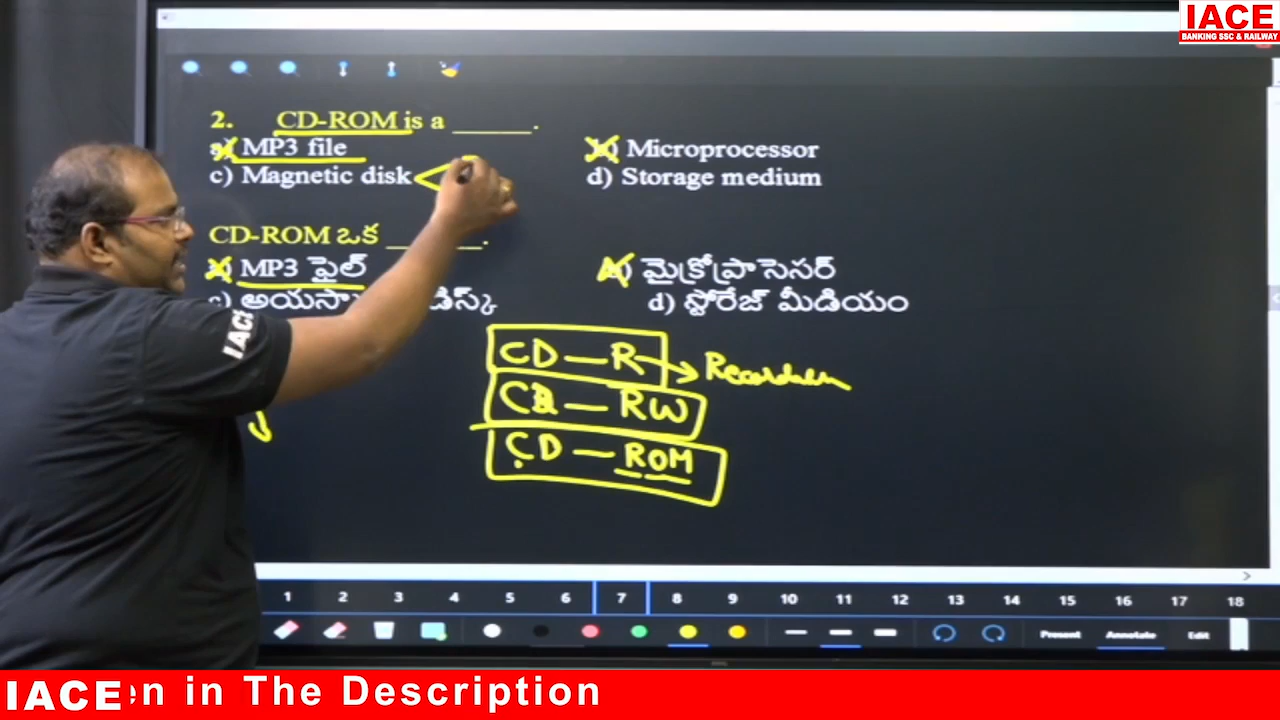 IACE
BANKING SSC & RAILWAY
2. CD-ROM is a ______.
a) MP3 file b) Microprocessor
c) Magnetic disk d) Storage medium
CD-ROM ఒక ______.
a) MP3 ఫైల్ b) మైక్రోప్రాసెసర్
c) డిస్క్ d) స్టోరేజ్ మీడియం
CD — R → 
C — RW
CD — ROM
IACE
1 2 3 4 5 6 7 8 9 10 11 12 13 14 15 16 17 18
Present Annotate Edit
IACE n in The Description